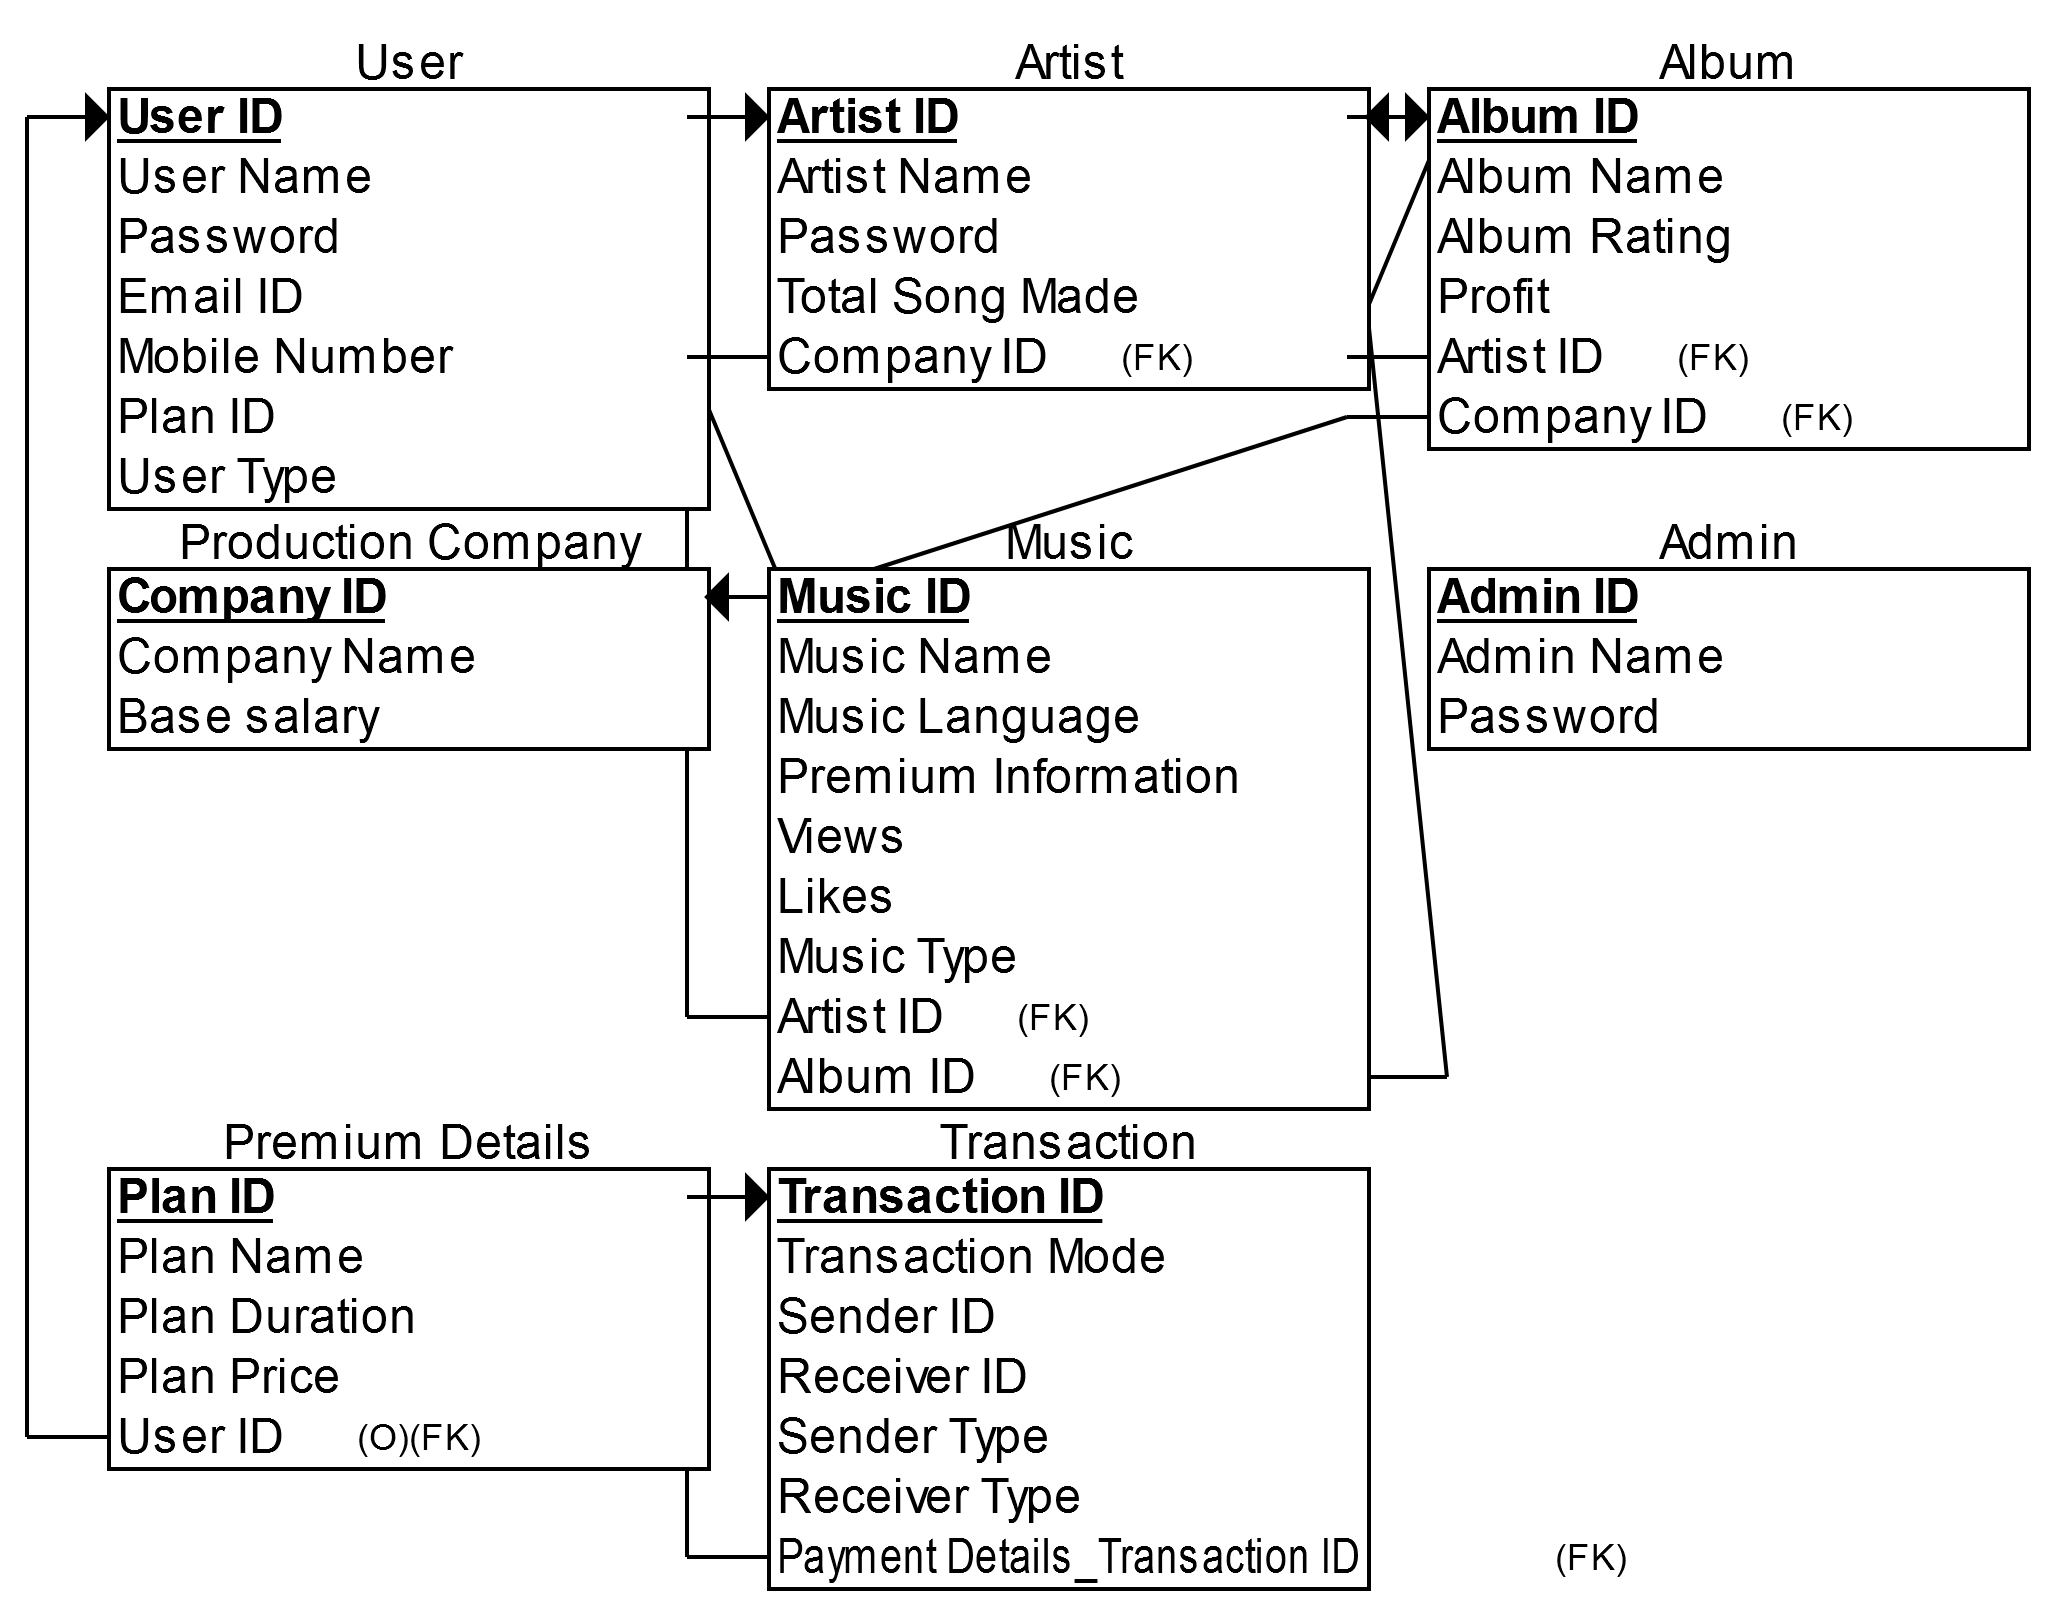 User
User ID
User Name
Password
Email ID
Mobile Number
Plan ID
User Type
Artist
Artist ID
Artist Name
Password
Total Song Made
Company ID (FK)
Album
Album ID
Album Name
Album Rating
Profit
Artist ID (FK)
Company ID (FK)
Production Company
Company ID
Company Name
Base salary
Music
Music ID
Music Name
Music Language
Premium Information
Views
Likes
Music Type
Artist ID (FK)
Album ID (FK)
Admin
Admin ID
Admin Name
Password
Premium Details
Plan ID
Plan Name
Plan Duration
Plan Price
User ID (O)(FK)
Transaction
Transaction ID
Transaction Mode
Sender ID
Receiver ID
Sender Type
Receiver Type
Payment Details_Transaction ID (FK)